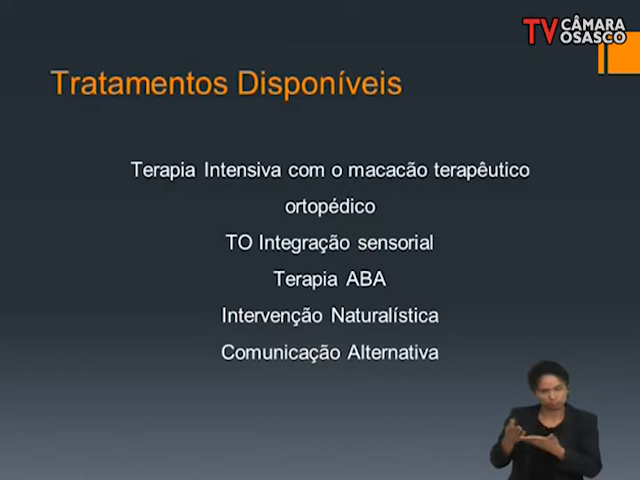 TV CÂMARA
OSASCO
Tratamentos Disponíveis
Terapia Intensiva com o macacão terapêutico
ortopédico
TO Integração sensorial
Terapia ABA
Intervenção Naturalística
Comunicação Alternativa